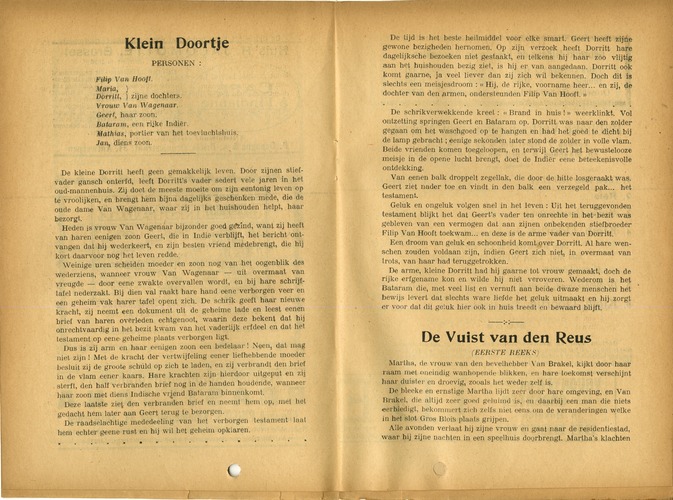 Klein Doortje
PERSONEN :
Filip Van Hooft.
Maria, }
Dorritt, } zijne dochters.
Vrouw Van Wagenaar.
Geert, haar zoon.
Bataram, een rijke Indiër.
Mathias, portier van het toevluchtshuis.
Jan, diens zoon.
De kleine Dorritt heeft geen gemakkelijk leven. Door zijnen stief-
vader gansch onterfd, leeft Dorritt's vader sedert vele jaren in het
oud-mannenhuis. Zij doet de meeste moeite om zijn eentonig leven op
te vroolijken, en brengt hem bijna dagelijks geschenken mede, die de
oude dame Van Wagenaar, waar zij in het huishouden helpt, haar
bezorgt.
Heden is vrouw Van Wagenaar bijzonder goed gezind, want zij heeft
van haren eenigen zoon Geert, die in Indië verblijft, het bericht ont-
vangen dat hij wederkeert, en zijn besten vriend medebrengt, die hij
kort daarvoor nog het leven redde.
Weinige uren scheiden moeder en zoon nog van het oogenblik des
wederziens, wanneer vrouw Van Wagenaar — uit overmaat van
vreugde — door eene zwakte overvallen wordt, en bij hare schrijf-
tafel nederzakt. Bij dien val raakt hare hand eene verborgen veer en
een geheim vak harer tafel opent zich. De schrik geeft haar nieuwe
kracht, zij neemt een dokument uit de geheime lade en leest eenen
brief van haren overleden echtgenoot, waarin deze bekent dat hij
onrechtvaardig in het bezit kwam van het vaderlijk erfdeel en dat het
testament op eene geheime plaats verborgen ligt.
Dus is zij arm en haar eenigen zoon een bedelaar ! Neen, dat mag
niet zijn ! Met de kracht der vertwijfeling eener liefhebbende moeder
besluit zij de groote schuld op zich te laden, en zij verbrandt den brief
in de vlam eener kaars. Hare krachten zijn hierdoor uitgeput en zij
sterft, den half verbranden brief nog in de handen houdende, wanneer
haar zoon met diens Indische vriend Bataram binnenkomt.
Deze laatste ziet den verbranden brief en neemt hem op, met het
gedacht hem later aan Geert terug te bezorgen.
De raadselachtige mededeeling van het verborgen testament laat
hem echter geene rust en hij wil het geheim opklaren.
De tijd is het beste heilmiddel voor elke smart. Geert heeft zijne
gewone bezigheden hernomen. Op zijn verzoek heeft Dorritt hare
dagelijksche bezoeken niet gestaakt, en telkens hij haar zoo vlijtig
aan het huishouden bezig ziet, is hij er van aangedaan. Dorritt ook
komt gaarne, ja veel liever dan zij zich wil bekennen. Doch dit is
slechts een meisjesdroom : « Hij, de rijke, voorname heer... en zij, de
dochter van den armen, ondersteunden Filip Van Hooft. »
De schrikverwekkende kreet : « Brand in huis ! » weerklinkt. Vol
ontzetting springen Geert en Bataram op. Dorritt was naar den zolder
gegaan om het waschgoed op te hangen en had het goed te dicht bij
de lamp gebracht ; eenige sekonden later stond de zolder in volle vlam.
Beide vrienden komen toegeloopen, en terwijl Geert het bewustelooze
meisje in de opene lucht brengt, doet de Indiër eene beteekenisvolle
ontdekking.
Van eenen balk droppelt zegellak, die door de hitte losgeraakt was.
Geert ziet nader toe en vindt in den balk een verzegeld pak... het
testament.
Geluk en ongeluk volgen snel in het leven : Uit het teruggevonden
testament blijkt het dat Geert's vader ten onrechte in het bezit was
gebleven van een vermogen dat aan zijnen onbekenden stiefbroeder
Filip Van Hooft toekwam... en deze is de arme vader van Dorritt.
Een droom van geluk en schoonheid komt over Dorritt. Al hare wen-
schen zouden voldaan zijn, indien Geert zich niet, in overmaat van
trots, van haar had teruggetrokken.
De arme, kleine Dorritt had hij gaarne tot vrouw gemaakt, doch de
rijke erfgename kon en wilde hij niet veroveren. Wederom is het
Bataram die, met veel list en vernuft aan beide dwaze menschen het
bewijs levert dat slechts ware liefde het geluk uitmaakt en hij zorgt
er voor dat dit geluk hier ook in huis treedt en bewaard blijft.
De Vuist van den Reus
(EERSTE REEKS)
Martha, de vrouw van den hevelheer Van Brakel, kijkt door haar
raam met oneindig wanhopende blikken, en hare toekomst verschijnt
haar duister en droevig, zooals het weder zelf is.
De bleeke en ernstige Martha lijdt zeer door hare omgeving, en Van
Brakel, die altijd zeer goed geluimd is, en daarbij een man die niets
eerbiedigt, bekommert zich zelfs niet eens om de veranderingen welke
in het slot Gros Blois plaats grijpen.
Alle avonden verlaat hij zijne vrouw en gaat naar de residentiestad,
waar hij zijne nachten in een speelhuis doorbrengt. Martha's klachten